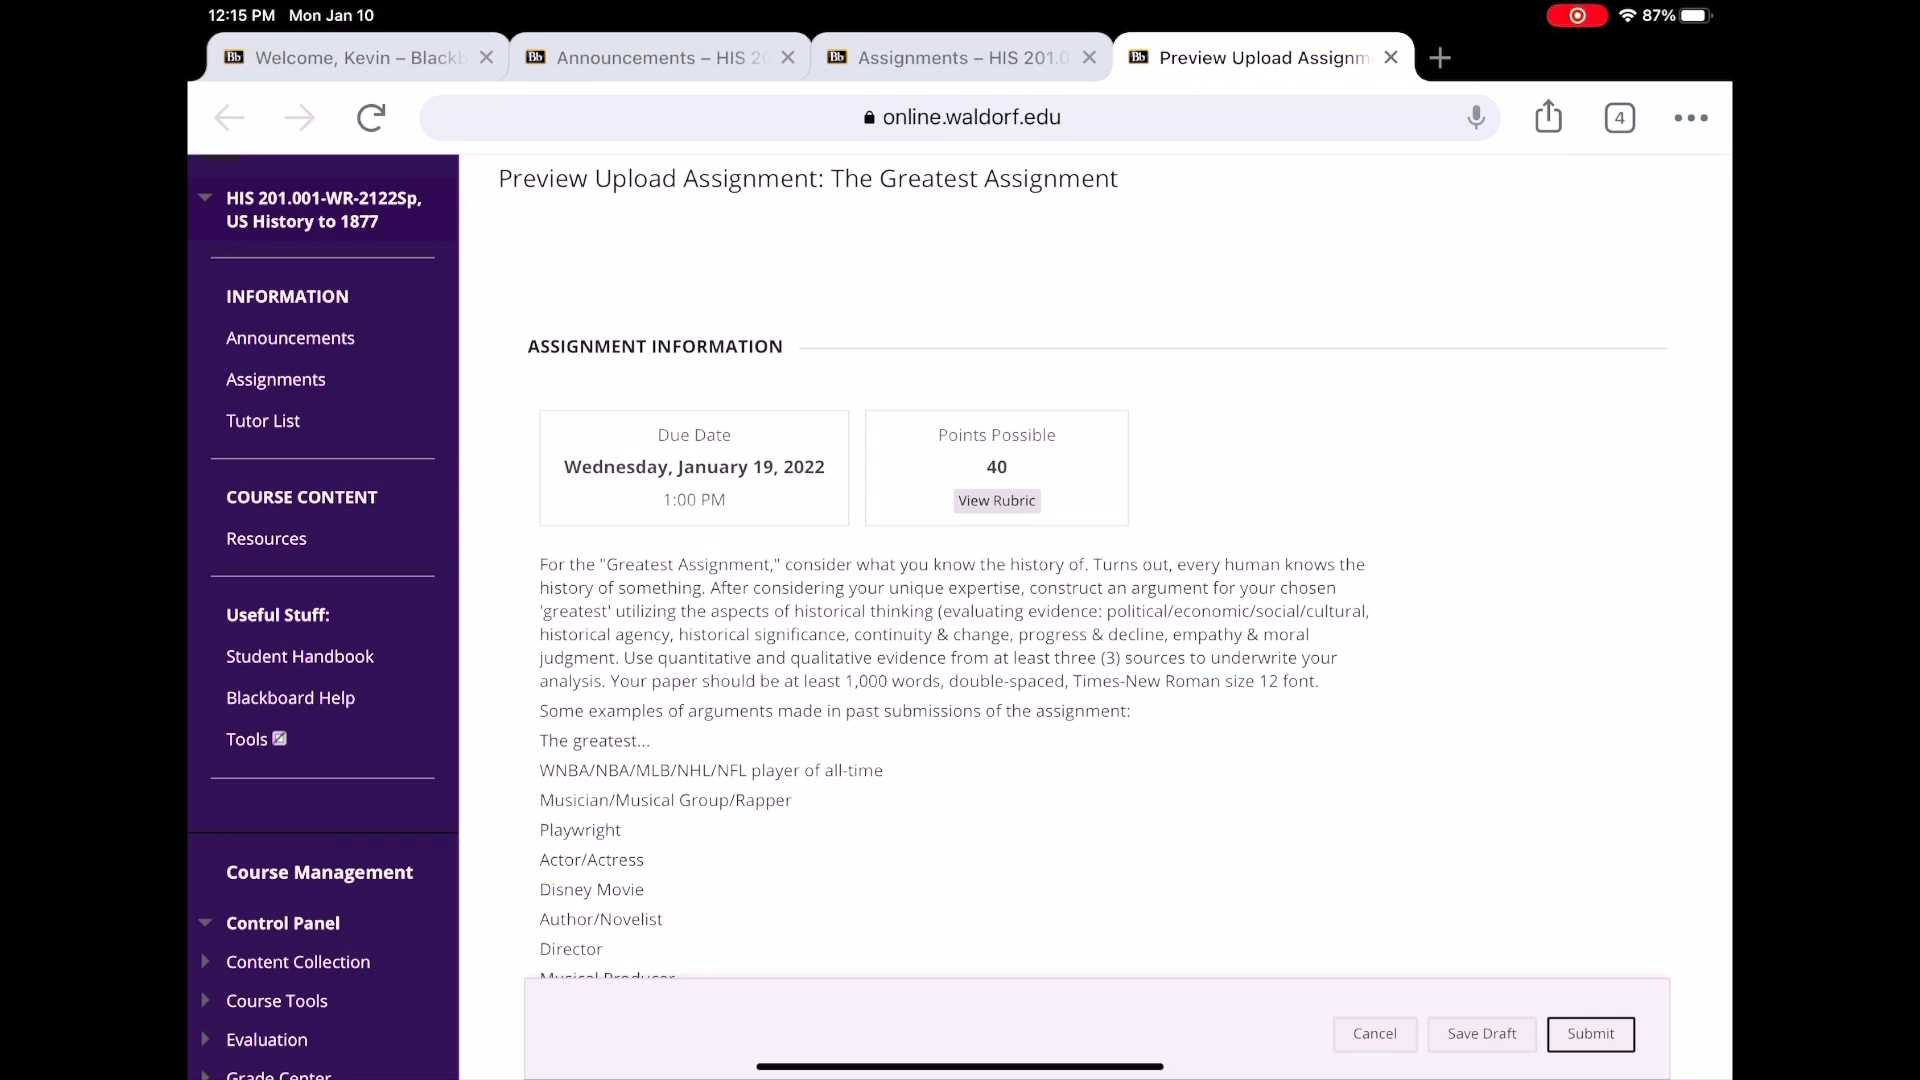 12:15 PM Mon Jan 10
87%
Bb Welcome, Kevin – Blackb
Bb Announcements – HIS 20
Bb Assignments – HIS 201.0
Bb Preview Upload Assignm
online.waldorf.edu
4
HIS 201.001-WR-2122Sp,
US History to 1877
INFORMATION
Announcements
Assignments
Tutor List
COURSE CONTENT
Resources
Useful Stuff:
Student Handbook
Blackboard Help
Tools
Course Management
Control Panel
Content Collection
Course Tools
Evaluation
Grade Center
Preview Upload Assignment: The Greatest Assignment
ASSIGNMENT INFORMATION
Due Date
Wednesday, January 19, 2022
1:00 PM
Points Possible
40
View Rubric
For the "Greatest Assignment," consider what you know the history of. Turns out, every human knows the
history of something. After considering your unique expertise, construct an argument for your chosen
'greatest' utilizing the aspects of historical thinking (evaluating evidence: political/economic/social/cultural,
historical agency, historical significance, continuity & change, progress & decline, empathy & moral
judgment. Use quantitative and qualitative evidence from at least three (3) sources to underwrite your
analysis. Your paper should be at least 1,000 words, double-spaced, Times-New Roman size 12 font.
Some examples of arguments made in past submissions of the assignment:
The greatest...
WNBA/NBA/MLB/NHL/NFL player of all-time
Musician/Musical Group/Rapper
Playwright
Actor/Actress
Disney Movie
Author/Novelist
Director
Musical Producer
Cancel
Save Draft
Submit